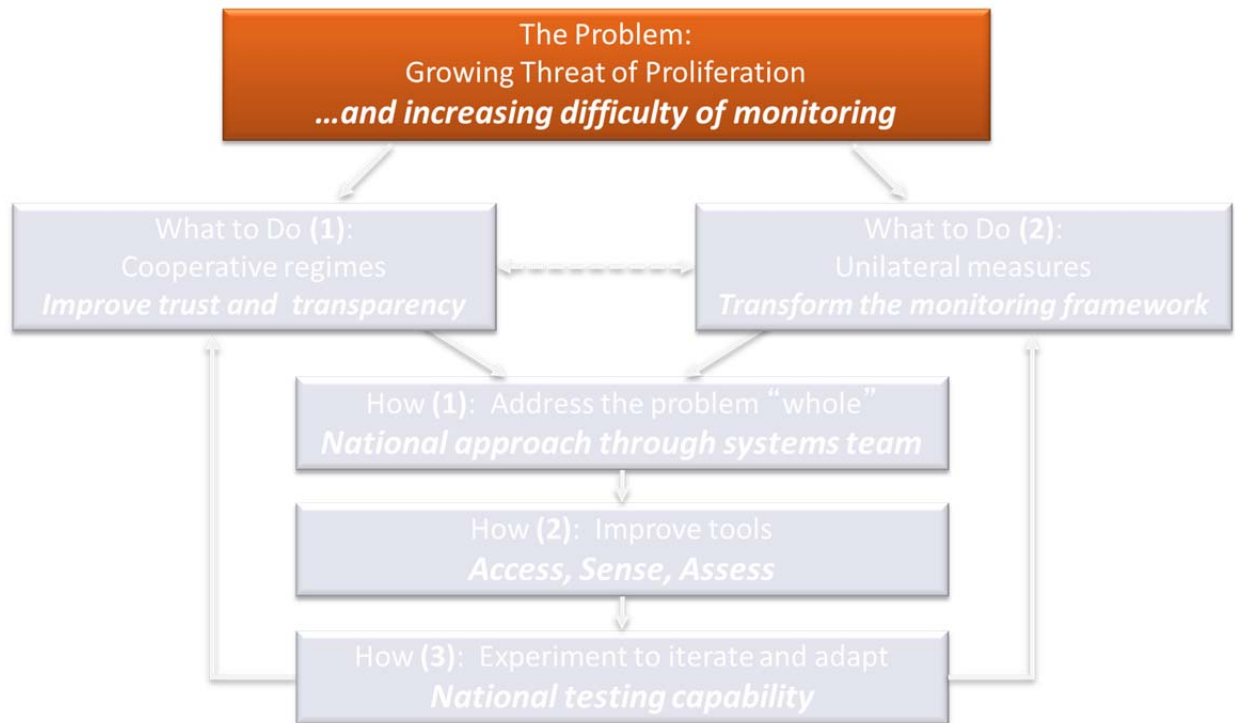 The Problem:
Growing Threat of Proliferation
...and increasing difficulty of monitoring
What to Do (1):
Cooperative regimes
Improve trust and transparency
What to Do (2):
Unilateral measures
Transform the monitoring framework
How (1): Address the problem “whole”
National approach through systems team
How (2): Improve tools
Access, Sense, Assess
How (3): Experiment to iterate and adapt
National testing capability